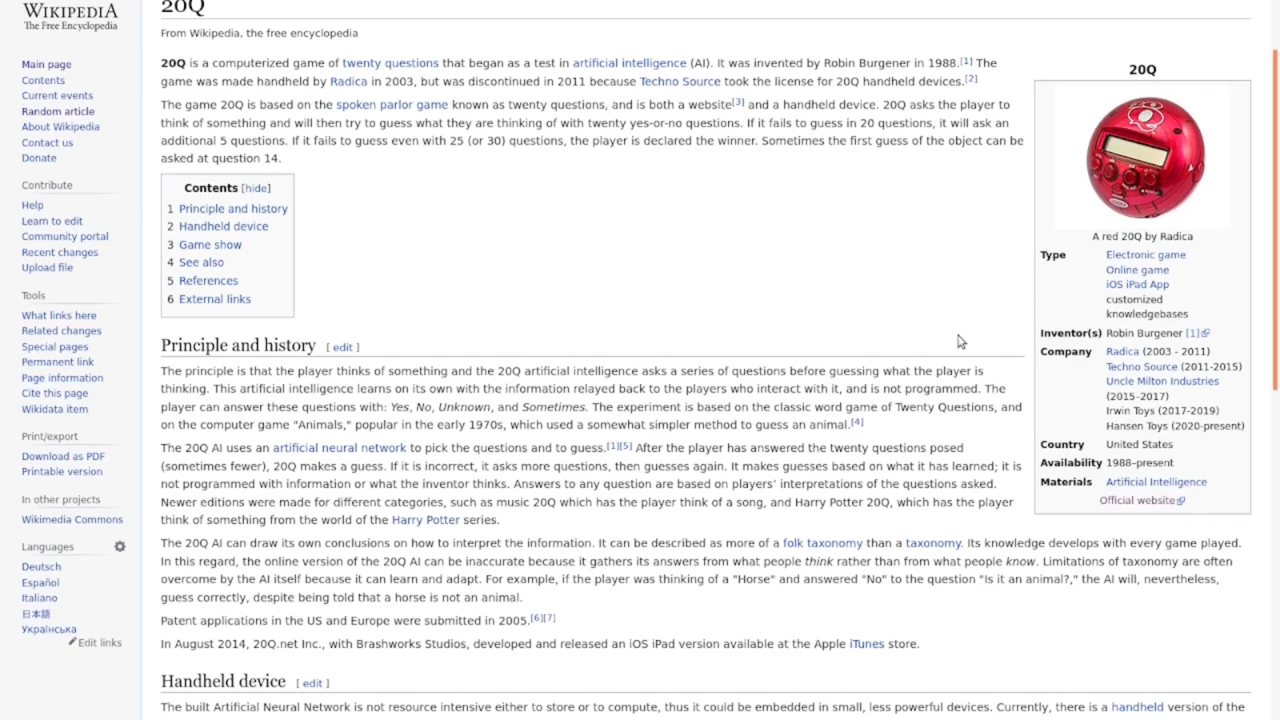 WIKIPEDIA
The Free Encyclopedia
Main page
Contents
Current events
Random article
About Wikipedia
Contact us
Donate
Contribute
Help
Learn to edit
Community portal
Recent changes
Upload file
Tools
What links here
Related changes
Special pages
Permanent link
Page information
Cite this page
Wikidata item
Print/export
Download as PDF
Printable version
In other projects
Wikimedia Commons
Languages
Deutsch
Español
Italiano
日本語
Українська
Edit links
20Q
From Wikipedia, the free encyclopedia
20Q is a computerized game of twenty questions that began as a test in artificial intelligence (AI). It was invented by Robin Burgener in 1988.[1] The
game was made handheld by Radica in 2003, but was discontinued in 2011 because Techno Source took the license for 20Q handheld devices.[2]
The game 20Q is based on the spoken parlor game known as twenty questions, and is both a website[3] and a handheld device. 20Q asks the player to
think of something and will then try to guess what they are thinking of with twenty yes-or-no questions. If it fails to guess in 20 questions, it will ask an
additional 5 questions. If it fails to guess even with 25 (or 30) questions, the player is declared the winner. Sometimes the first guess of the object can be
asked at question 14.
Contents [hide]
1 Principle and history
2 Handheld device
3 Game show
4 See also
5 References
6 External links
20Q
A red 20Q by Radica
Type Electronic game
Online game
iOS iPad App
customized
knowledgebases
Inventor(s) Robin Burgener [1]
Company Radica (2003 - 2011)
Techno Source (2011-2015)
Uncle Milton Industries
(2015-2017)
Irwin Toys (2017-2019)
Hansen Toys (2020-present)
Country United States
Availability 1988–present
Materials Artificial Intelligence
Official website
Principle and history [ edit ]
The principle is that the player thinks of something and the 20Q artificial intelligence asks a series of questions before guessing what the player is
thinking. This artificial intelligence learns on its own with the information relayed back to the players who interact with it, and is not programmed. The
player can answer these questions with: Yes, No, Unknown, and Sometimes. The experiment is based on the classic word game of Twenty Questions, and
on the computer game "Animals," popular in the early 1970s, which used a somewhat simpler method to guess an animal.[4]
The 20Q AI uses an artificial neural network to pick the questions and to guess.[1][5] After the player has answered the twenty questions posed
(sometimes fewer), 20Q makes a guess. If it is incorrect, it asks more questions, then guesses again. It makes guesses based on what it has learned; it is
not programmed with information or what the inventor thinks. Answers to any question are based on players' interpretations of the questions asked.
Newer editions were made for different categories, such as music 20Q which has the player think of a song, and Harry Potter 20Q, which has the player
think of something from the world of the Harry Potter series.
The 20Q AI can draw its own conclusions on how to interpret the information. It can be described as more of a folk taxonomy than a taxonomy. Its knowledge develops with every game played.
In this regard, the online version of the 20Q AI can be inaccurate because it gathers its answers from what people think rather than from what people know. Limitations of taxonomy are often
overcome by the AI itself because it can learn and adapt. For example, if the player was thinking of a "Horse" and answered "No" to the question "Is it an animal?," the AI will, nevertheless,
guess correctly, despite being told that a horse is not an animal.
Patent applications in the US and Europe were submitted in 2005.[6][7]
In August 2014, 20Q.net Inc., with Brashworks Studios, developed and released an iOS iPad version available at the Apple iTunes store.
Handheld device [ edit ]
The built Artificial Neural Network is not resource intensive either to store or to compute, thus it could be embedded in small, less powerful devices. Currently, there is a handheld version of the